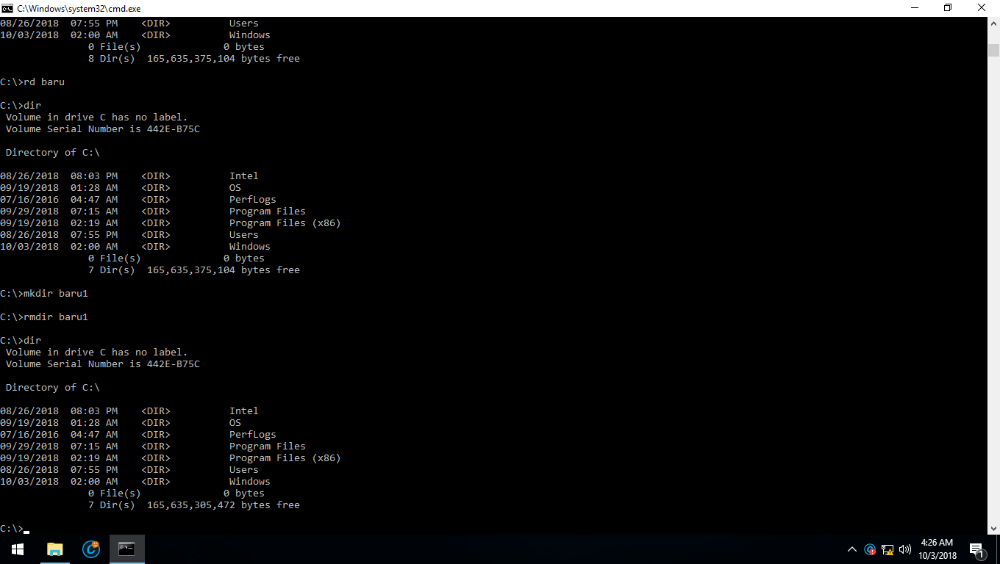 C:\Windows\system32\cmd.exe
08/26/2018  07:55 PM    <DIR>          Users
10/03/2018  02:00 AM    <DIR>          Windows
               0 File(s)              0 bytes
               8 Dir(s)  165,635,375,104 bytes free
C:\>rd baru
C:\>dir
 Volume in drive C has no label.
 Volume Serial Number is 442E-B75C
 Directory of C:\
08/26/2018  08:03 PM    <DIR>          Intel
09/19/2018  01:28 AM    <DIR>          OS
07/16/2016  04:47 AM    <DIR>          PerfLogs
09/29/2018  07:15 AM    <DIR>          Program Files
09/19/2018  02:19 AM    <DIR>          Program Files (x86)
08/26/2018  07:55 PM    <DIR>          Users
10/03/2018  02:00 AM    <DIR>          Windows
               0 File(s)              0 bytes
               7 Dir(s)  165,635,375,104 bytes free
C:\>mkdir baru1
C:\>rmdir baru1
C:\>dir
 Volume in drive C has no label.
 Volume Serial Number is 442E-B75C
 Directory of C:\
08/26/2018  08:03 PM    <DIR>          Intel
09/19/2018  01:28 AM    <DIR>          OS
07/16/2016  04:47 AM    <DIR>          PerfLogs
09/29/2018  07:15 AM    <DIR>          Program Files
09/19/2018  02:19 AM    <DIR>          Program Files (x86)
08/26/2018  07:55 PM    <DIR>          Users
10/03/2018  02:00 AM    <DIR>          Windows
               0 File(s)              0 bytes
               7 Dir(s)  165,635,305,472 bytes free
C:\>_
4:26 AM
10/3/2018
1